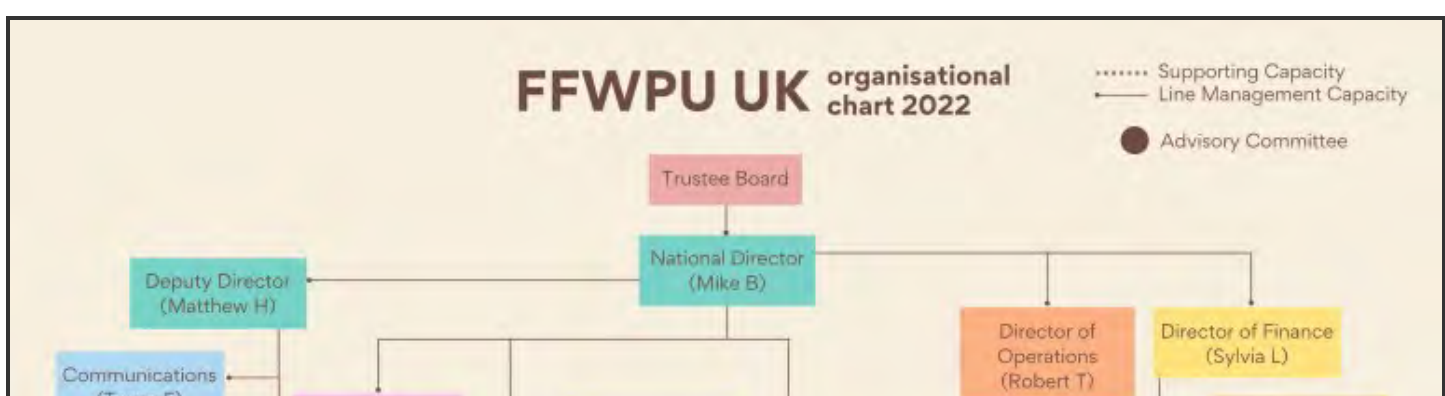 FFWPU UK organisational
chart 2022
Supporting Capacity
Line Management Capacity
Advisory Committee
Trustee Board
National Director
(Mike B)
Deputy Director
(Matthew H)
Director of
Operations
(Robert T)
Director of Finance
(Sylvia L)
Communications